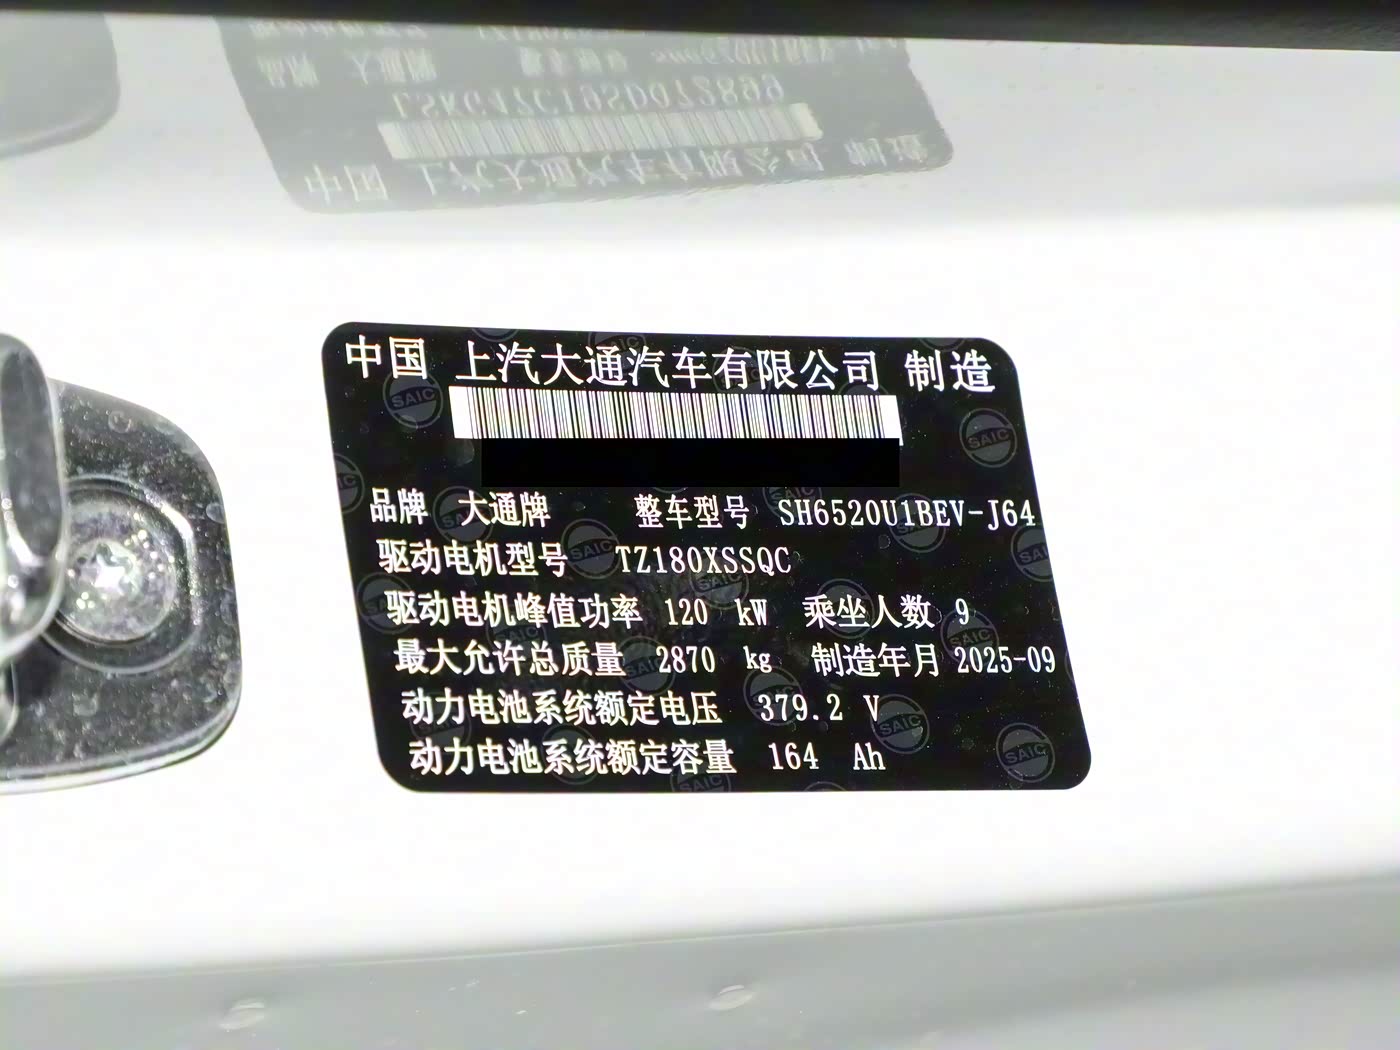 中国 上汽大通汽车有限公司 制造
品牌 大通牌 整车型号 SH6520U1BEV-J64
驱动电机型号 TZ180XSSQC
驱动电机峰值功率 120 kW 乘坐人数 9
最大允许总质量 2870 kg 制造年月 2025-09
动力电池系统额定电压 379.2 V
动力电池系统额定容量 164 Ah
SAIC